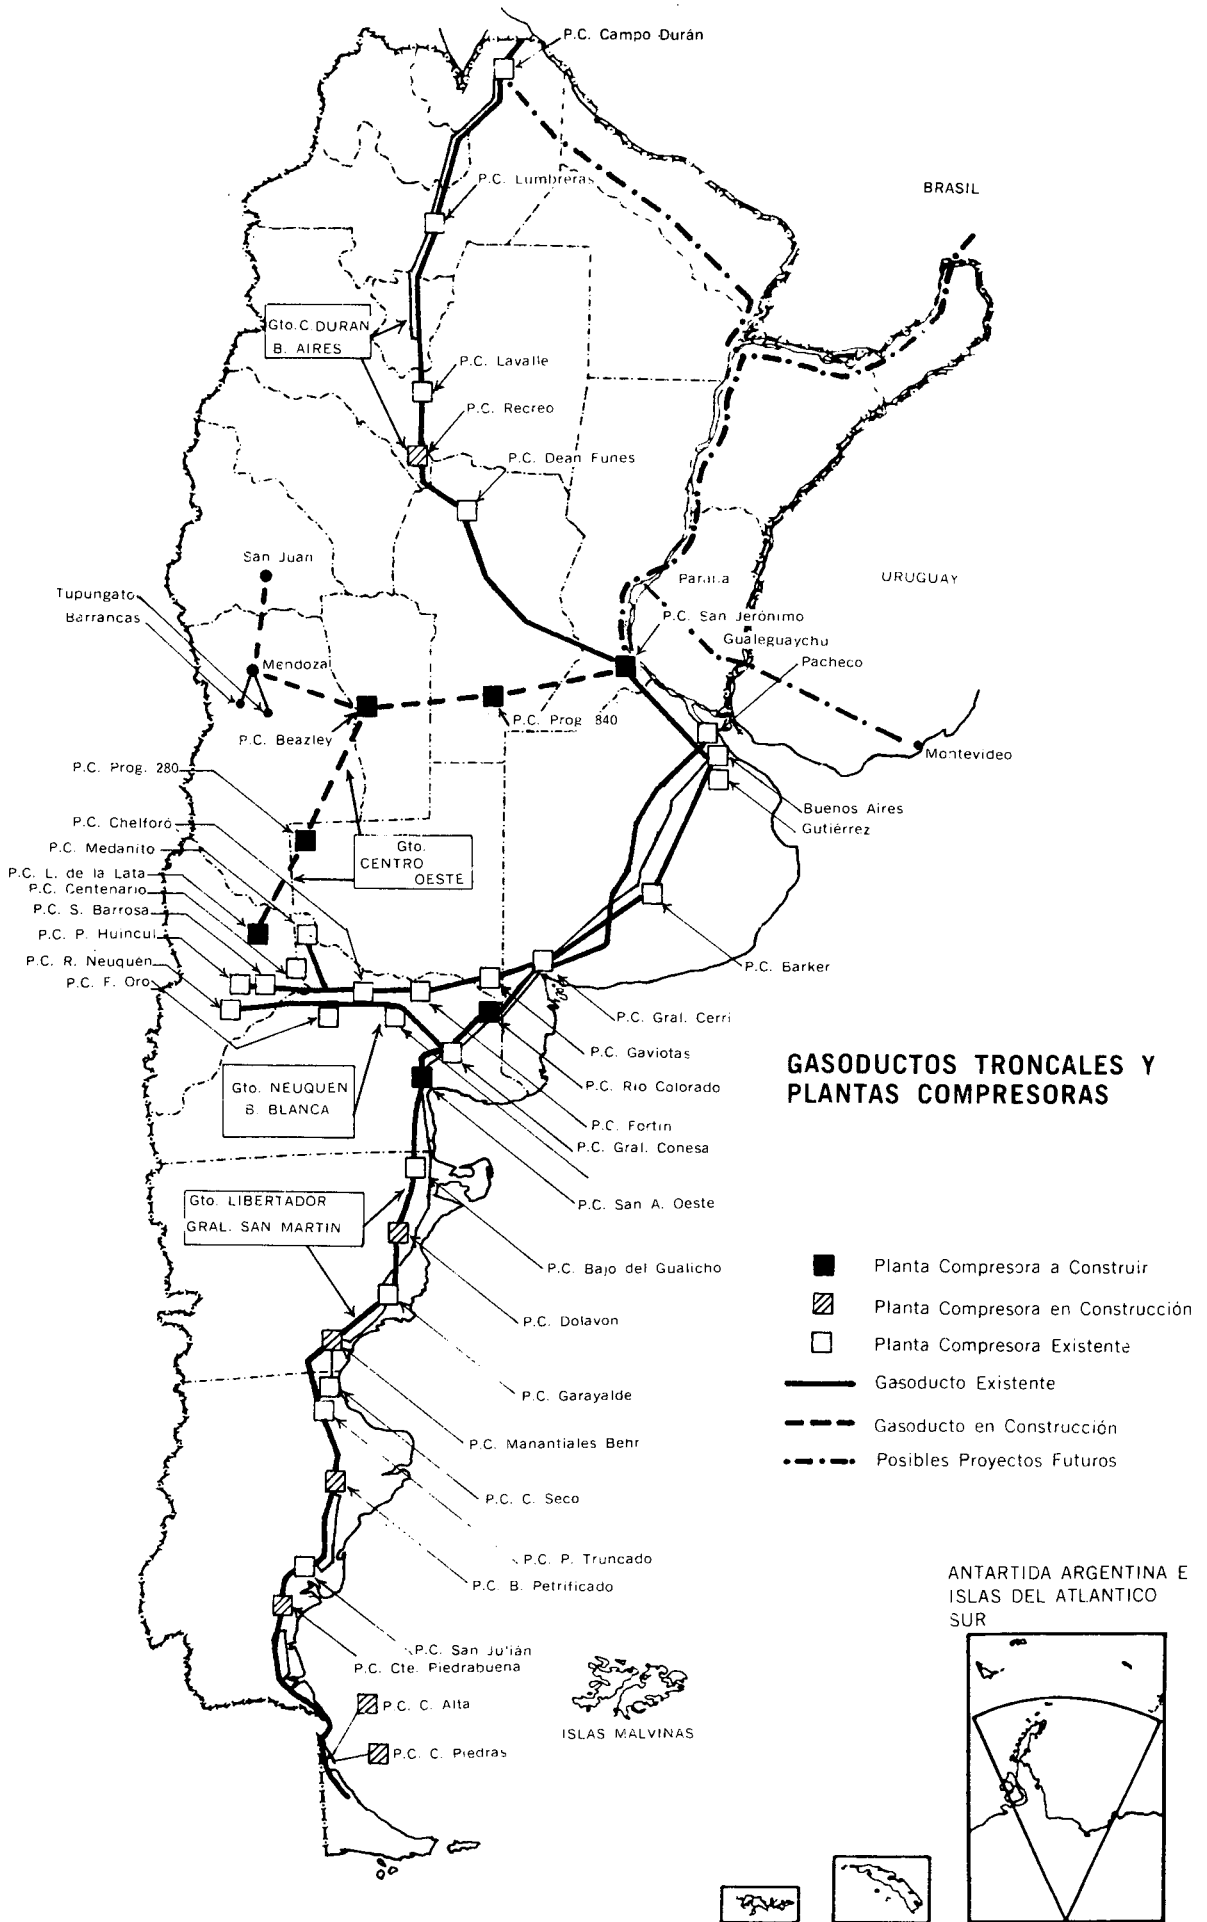 P.C. Campo Durán
P.C. Lumbreras
BRASIL
Gto. C. DURAN
B. AIRES
P.C. Lavalle
P.C. Recreo
P.C. Dean Funes
San Juan
Tupungato
Barrancas
Mendoza
URUGUAY
P.C. San Jerónimo
Gualeguaychu
Pacheco
P.C. Prog. 840
P.C. Beazley
Montevideo
P.C. Prog. 280
Buenos Aires
Gutiérrez
P.C. Chelforó
P.C. Medanito
P.C. L. de la Lata
P.C. Centenario
P.C. S. Barrosa
P.C. P. Huincul
P.C. R. Neuquén
P.C. F. Oro
Gto.
CENTRO
OESTE
P.C. Barker
P.C. Gral. Cerri
P.C. Gaviotas
P.C. Rio Colorado
P.C. Fortin
P.C. Gral. Conesa
Gto. NEUQUEN
B. BLANCA
P.C. San A. Oeste
Gto. LIBERTADOR
GRAL. SAN MARTIN
P.C. Bajo del Gualicho
P.C. Dolavon
P.C. Garayalde
P.C. Manantiales Behr
P.C. C. Seco
P.C. P. Truncado
P.C. B. Petrificado
P.C. San Julián
P.C. Cte. Piedrabuena
P.C. C. Alta
P.C. C. Piedras
ISLAS MALVINAS
GASODUCTOS TRONCALES Y
PLANTAS COMPRESORAS
Planta Compresora a Construir
Planta Compresora en Construcción
Planta Compresora Existente
Gasoducto Existente
Gasoducto en Construcción
Posibles Proyectos Futuros
ANTARTIDA ARGENTINA E
ISLAS DEL ATLANTICO
SUR